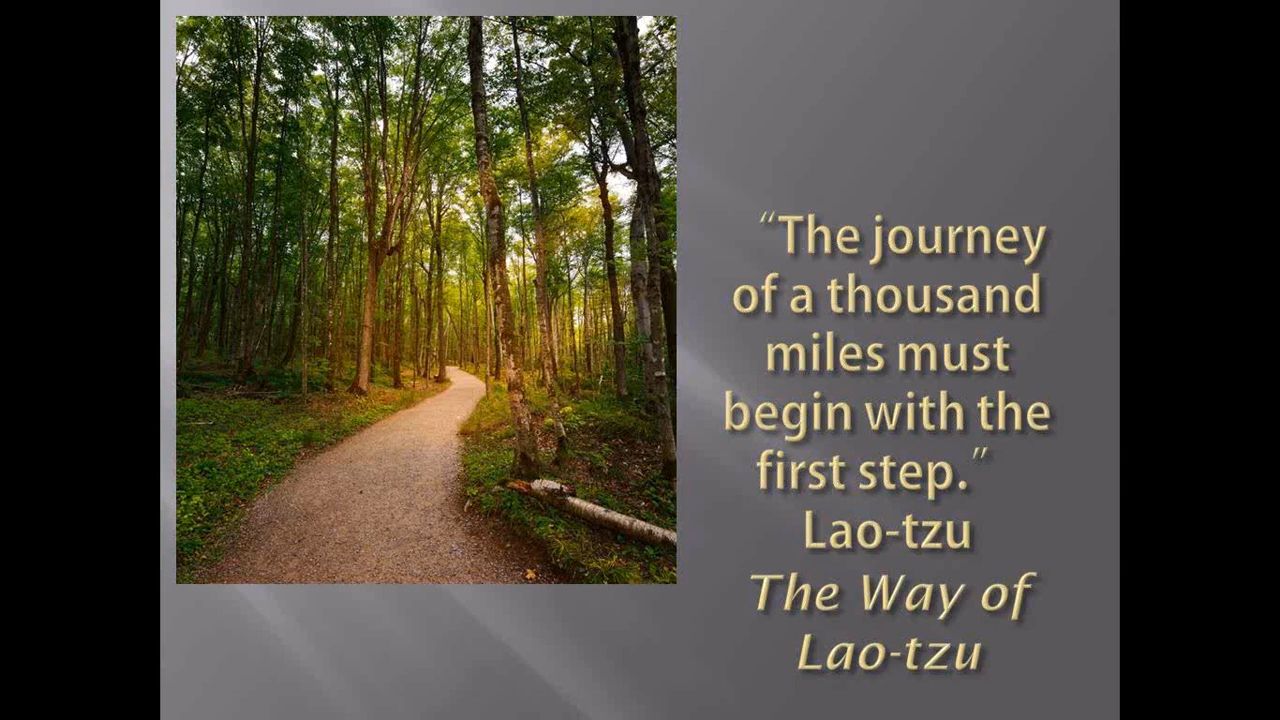 “The journey
of a thousand
miles must
begin with the
first step.”
Lao-tzu
The Way of
Lao-tzu